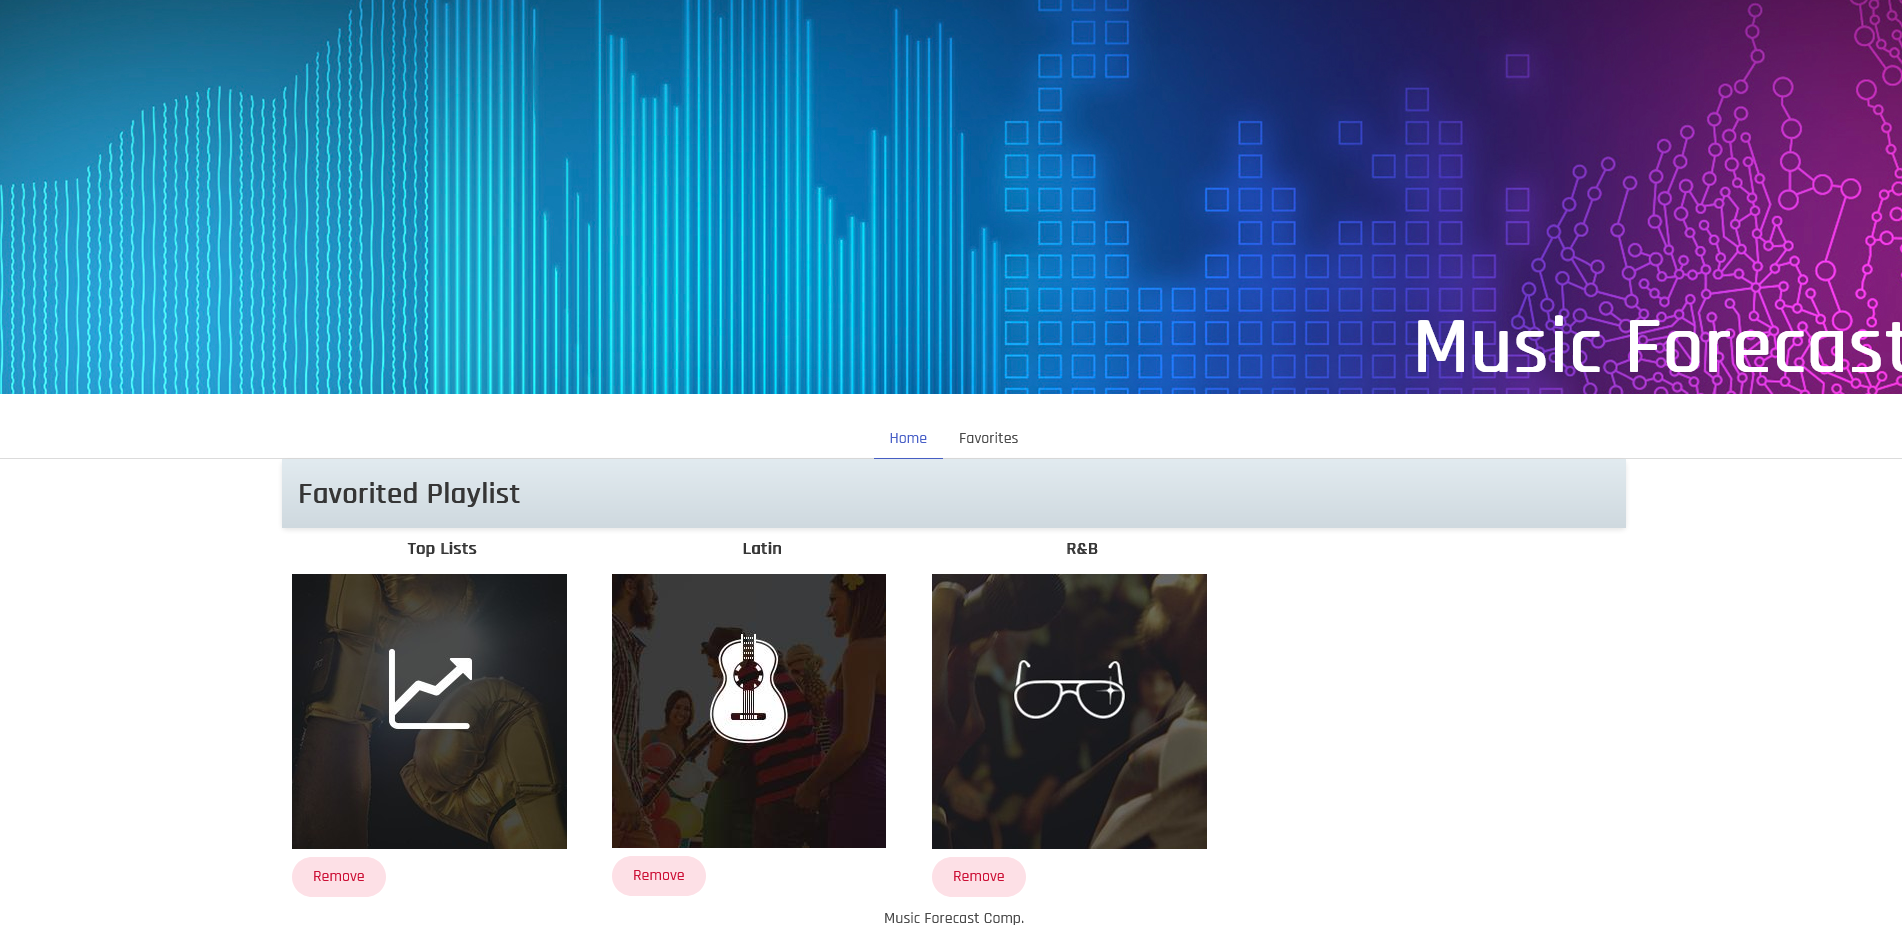 Music Forecast
Home Favorites
Favorited Playlist
Top Lists Latin R&B
Remove Remove Remove
Music Forecast Comp.